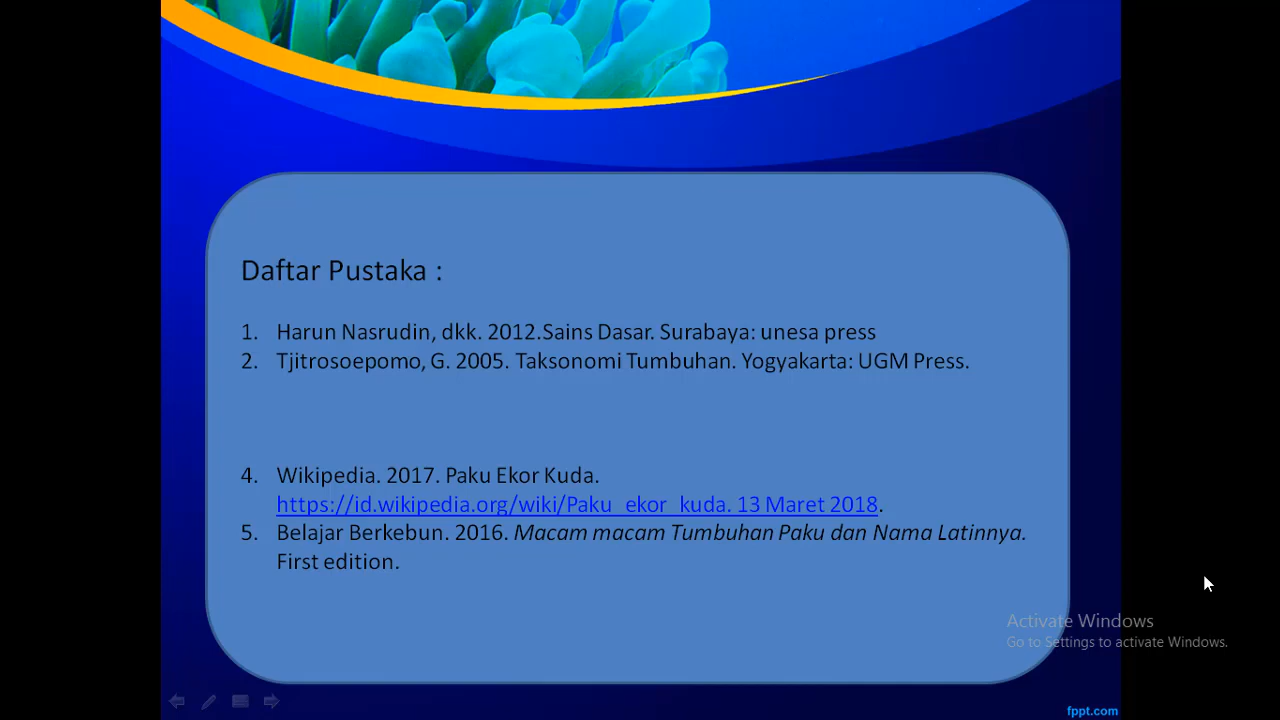 Daftar Pustaka :
1. Harun Nasrudin, dkk. 2012.Sains Dasar. Surabaya: unesa press
2. Tjitrosoepomo, G. 2005. Taksonomi Tumbuhan. Yogyakarta: UGM Press.
4. Wikipedia. 2017. Paku Ekor Kuda.
https://id.wikipedia.org/wiki/Paku_ekor_kuda. 13 Maret 2018.
5. Belajar Berkebun. 2016. Macam macam Tumbuhan Paku dan Nama Latinnya.
First edition.
Activate Windows
Go to Settings to activate Windows.
fppt.com